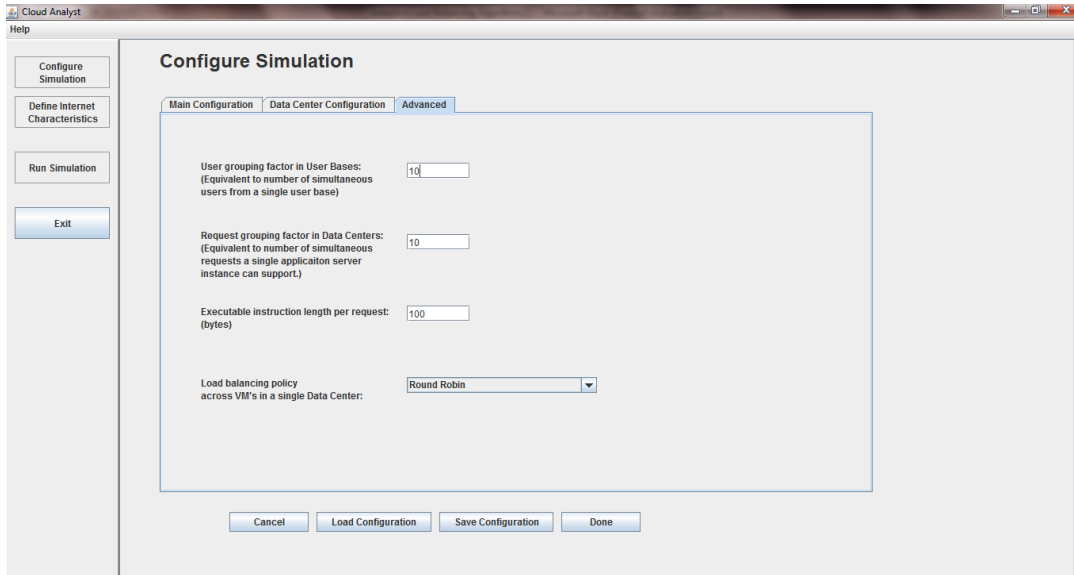 Cloud Analyst
Help
Configure
Simulation
Define Internet
Characteristics
Run Simulation
Exit
Configure Simulation
Main Configuration
Data Center Configuration
Advanced
User grouping factor in User Bases:
(Equivalent to number of simultaneous
users from a single user base)
10
Request grouping factor in Data Centers:
(Equivalent to number of simultaneous
requests a single applicaiton server
instance can support.)
10
Executable instruction length per request:
(bytes)
100
Load balancing policy
across VM's in a single Data Center:
Round Robin
Cancel
Load Configuration
Save Configuration
Done